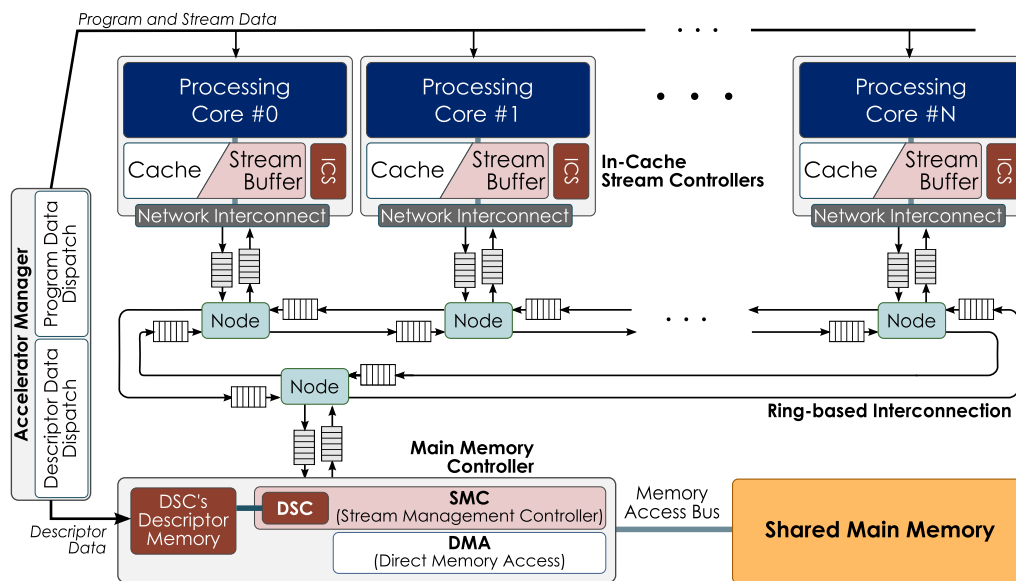 Program and Stream Data
Processing
Core #0
Cache
Stream
Buffer
ICS
Network Interconnect
Processing
Core #1
Cache
Stream
Buffer
ICS
Network Interconnect
In-Cache
Stream Controllers
Processing
Core #N
Cache
Stream
Buffer
ICS
Network Interconnect
Accelerator Manager
Program Data
Dispatch
Descriptor Data
Dispatch
Node
Node
Node
Node
Ring-based Interconnection
Main Memory
Controller
DSC's
Descriptor
Memory
DSC
SMC
(Stream Management Controller)
DMA
(Direct Memory Access)
Memory
Access Bus
Shared Main Memory
Descriptor
Data